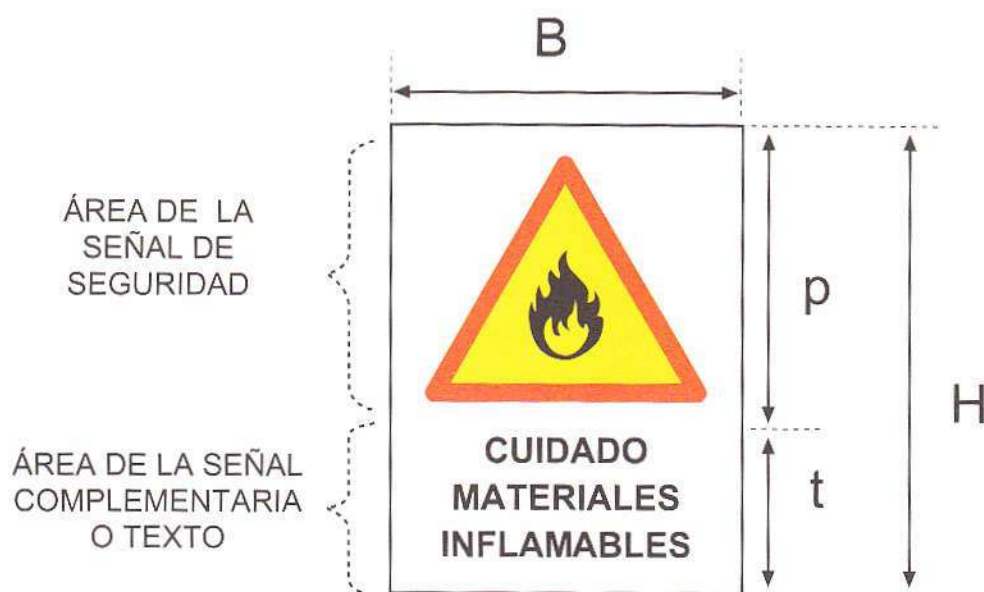 B
ÁREA DE LA
SEÑAL DE
SEGURIDAD
p
H
ÁREA DE LA SEÑAL
COMPLEMENTARIA
O TEXTO
CUIDADO
MATERIALES
INFLAMABLES
t